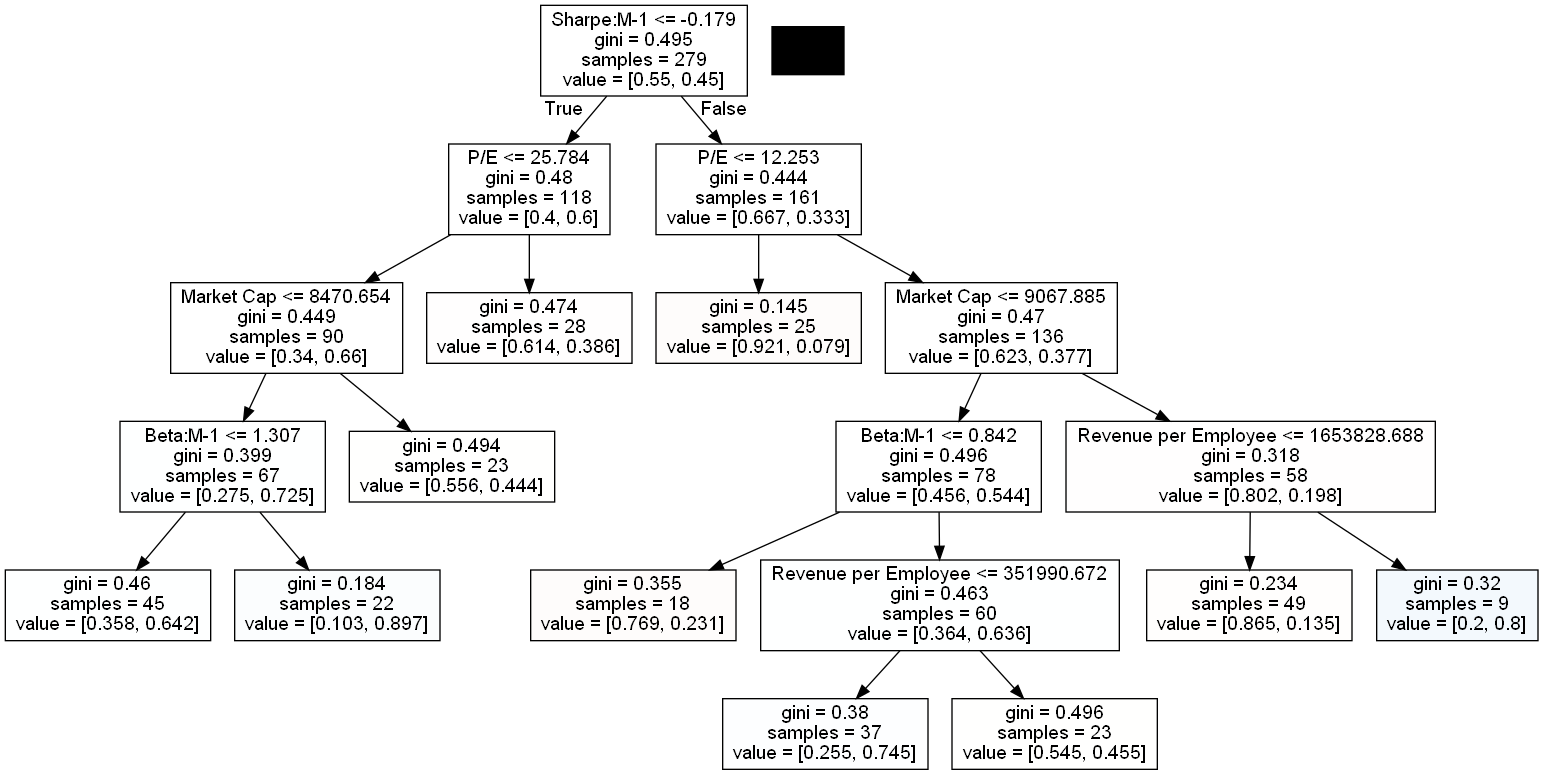 Sharpe:M-1 <= -0.179
gini = 0.495
samples = 279
value = [0.55, 0.45]
True
False
P/E <= 25.784
gini = 0.48
samples = 118
value = [0.4, 0.6]
P/E <= 12.253
gini = 0.444
samples = 161
value = [0.667, 0.333]
Market Cap <= 8470.654
gini = 0.449
samples = 90
value = [0.34, 0.66]
gini = 0.474
samples = 28
value = [0.614, 0.386]
gini = 0.145
samples = 25
value = [0.921, 0.079]
Market Cap <= 9067.885
gini = 0.47
samples = 136
value = [0.623, 0.377]
Beta:M-1 <= 1.307
gini = 0.399
samples = 67
value = [0.275, 0.725]
gini = 0.494
samples = 23
value = [0.556, 0.444]
Beta:M-1 <= 0.842
gini = 0.496
samples = 78
value = [0.456, 0.544]
Revenue per Employee <= 1653828.688
gini = 0.318
samples = 58
value = [0.802, 0.198]
gini = 0.46
samples = 45
value = [0.358, 0.642]
gini = 0.184
samples = 22
value = [0.103, 0.897]
gini = 0.355
samples = 18
value = [0.769, 0.231]
Revenue per Employee <= 351990.672
gini = 0.463
samples = 60
value = [0.364, 0.636]
gini = 0.234
samples = 49
value = [0.865, 0.135]
gini = 0.32
samples = 9
value = [0.2, 0.8]
gini = 0.38
samples = 37
value = [0.255, 0.745]
gini = 0.496
samples = 23
value = [0.545, 0.455]